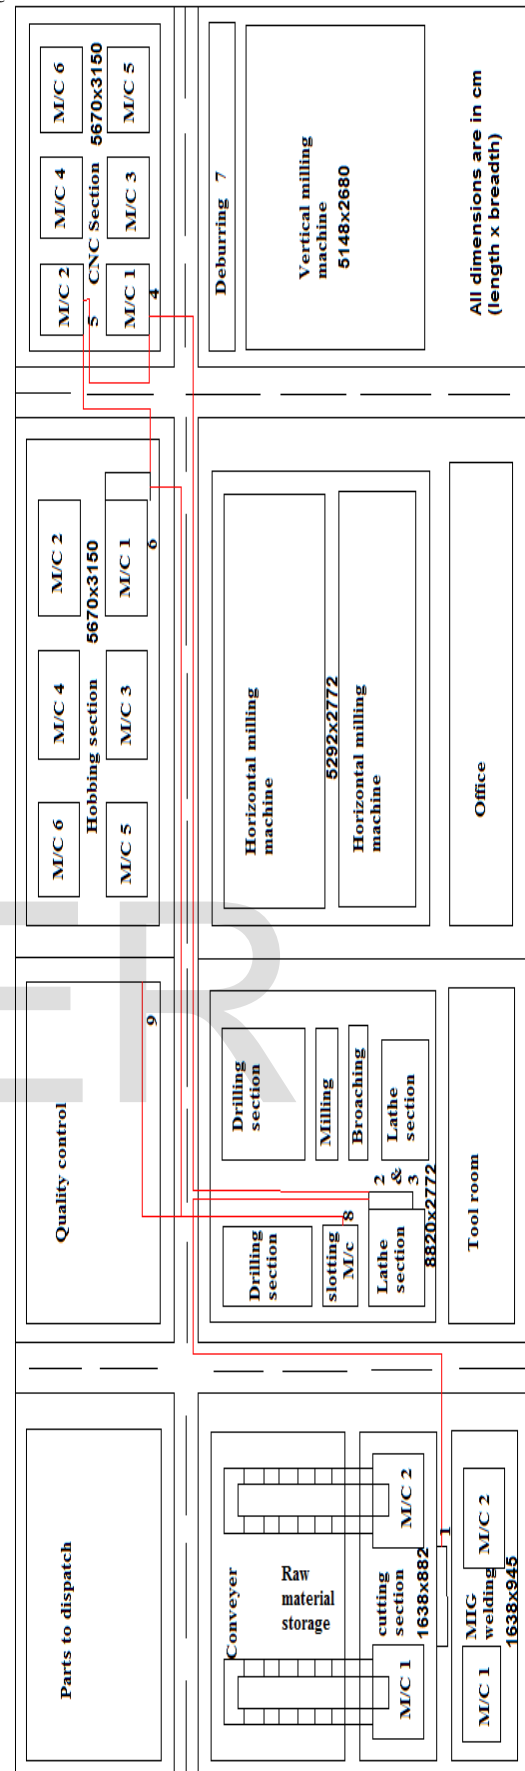 M/C 6
M/C 5
5670x3150
M/C 4
CNC Section
M/C 3
M/C 2
M/C 1
5
4
Deburring 7
Vertical milling
machine
5148x2680
All dimensions are in cm
(length x breadth)
M/C 2
M/C 1
6
5670x3150
M/C 4
M/C 3
Hobbing section
M/C 6
M/C 5
Horizontal milling
machine
5292x2772
Horizontal milling
machine
Office
Quality control
9
Drilling
section
Milling
Broaching
Lathe
section
2
&
3
8820x2772
Drilling
section
slotting
M/c
8
Lathe
section
Tool room
Parts to dispatch
Conveyer
Raw
material
storage
M/C 2
cutting
section
1638x882
M/C 1
1
M/C 2
MIG
welding
1638x945
M/C 1
ER